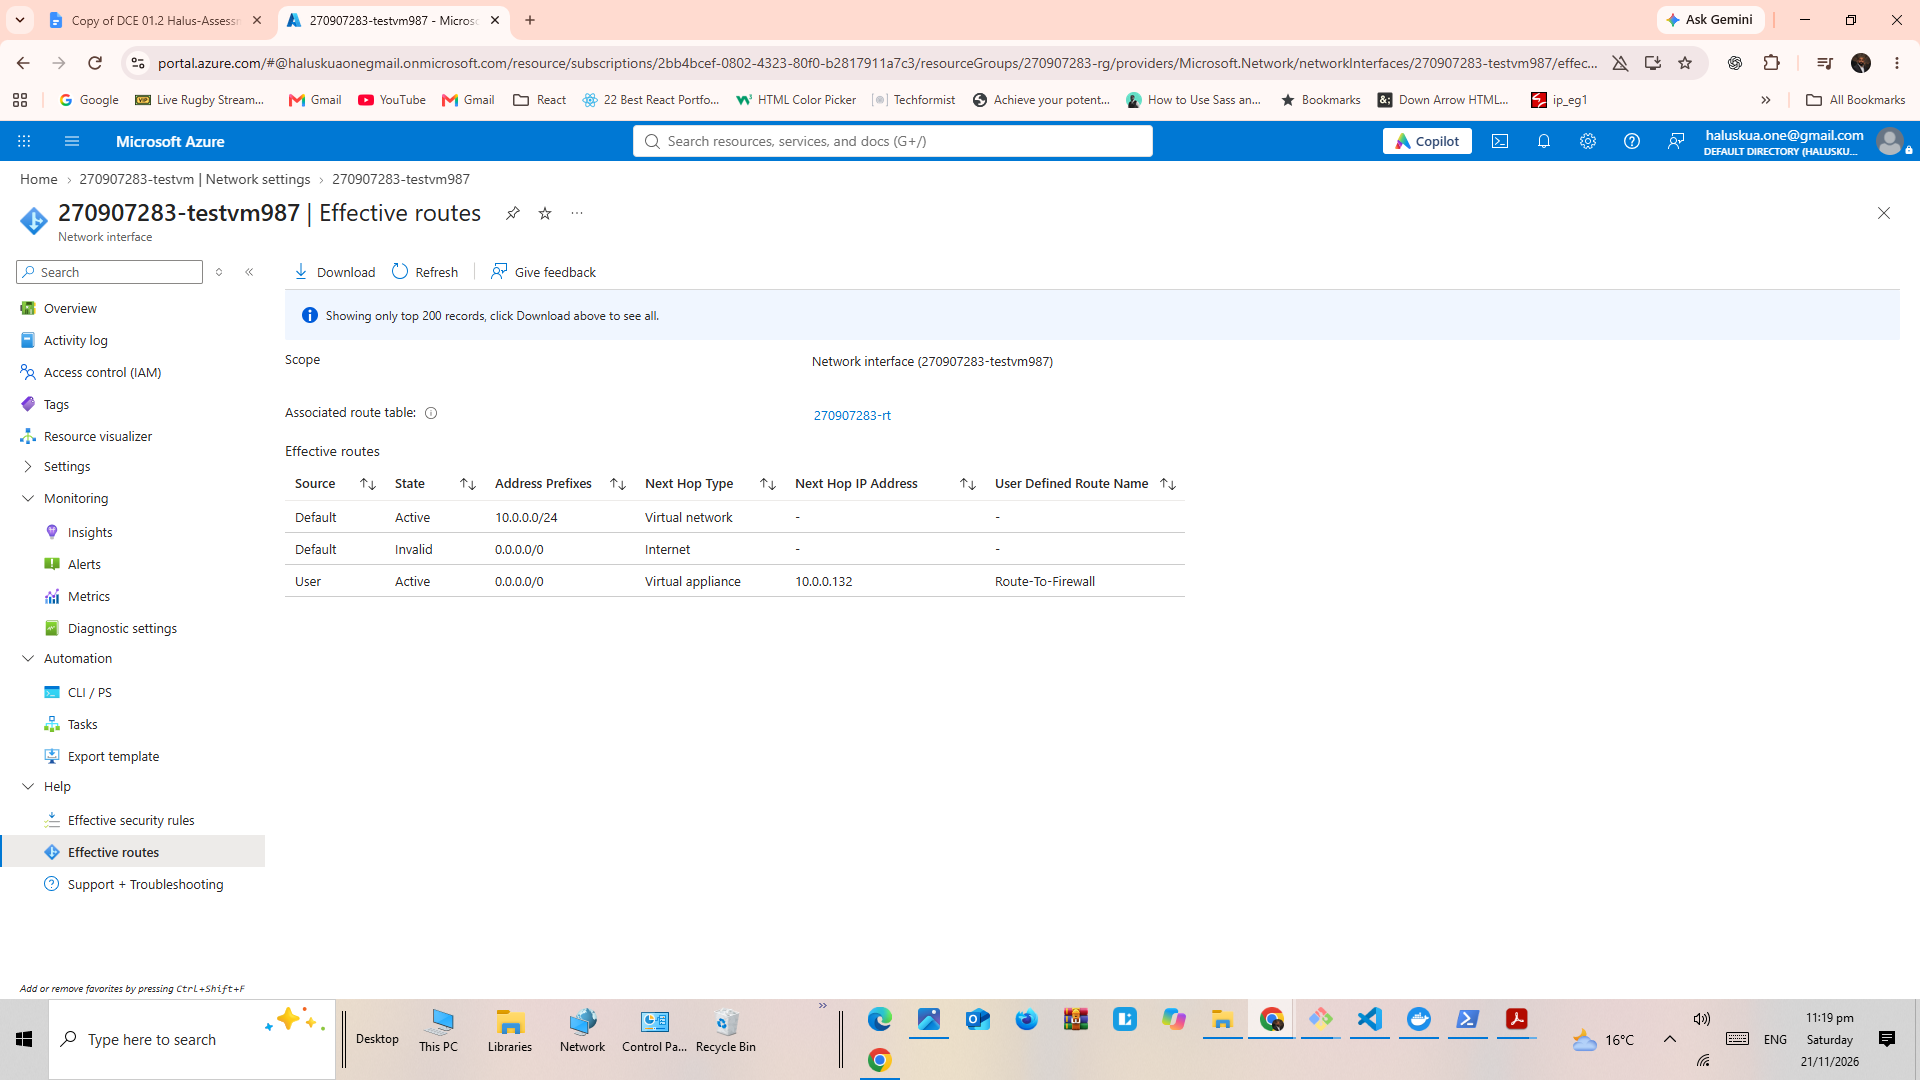 Copy of DCE 01.2 Halus-Assessm
270907283-testvm987 - Microso
Ask Gemini
portal.azure.com/#@haluskuaonegmail.onmicrosoft.com/resource/subscriptions/2bb4bcef-0802-4323-80f0-b2817911a7c3/resourceGroups/270907283-rg/providers/Microsoft.Network/networkInterfaces/270907283-testvm987/effec...
Google
Live Rugby Stream...
Gmail
YouTube
Gmail
React
22 Best React Portfo...
HTML Color Picker
Techformist
Achieve your potent...
How to Use Sass an...
Bookmarks
Down Arrow HTML...
ip_eg1
All Bookmarks
Microsoft Azure
Search resources, services, and docs (G+/)
Copilot
haluskua.one@gmail.com
DEFAULT DIRECTORY (HALUSKU...
Home > 270907283-testvm | Network settings > 270907283-testvm987
270907283-testvm987 | Effective routes
Network interface
Search
Overview
Activity log
Access control (IAM)
Tags
Resource visualizer
Settings
Monitoring
Insights
Alerts
Metrics
Diagnostic settings
Automation
CLI / PS
Tasks
Export template
Help
Effective security rules
Effective routes
Support + Troubleshooting
Add or remove favorites by pressing Ctrl+Shift+F
Download
Refresh
Give feedback
Showing only top 200 records, click Download above to see all.
Scope
Network interface (270907283-testvm987)
Associated route table:
270907283-rt
Effective routes
Source State Address Prefixes Next Hop Type Next Hop IP Address User Defined Route Name
Default Active 10.0.0.0/24 Virtual network - -
Default Invalid 0.0.0.0/0 Internet - -
User Active 0.0.0.0/0 Virtual appliance 10.0.0.132 Route-To-Firewall
Type here to search
Desktop
This PC
Libraries
Network
Control Pa...
Recycle Bin
16°C
ENG
11:19 pm
Saturday
21/11/2026